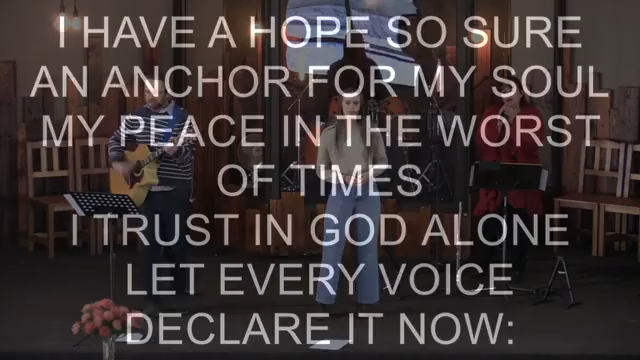 I HAVE A HOPE SO SURE
AN ANCHOR FOR MY SOUL
MY PEACE IN THE WORST
OF TIMES
I TRUST IN GOD ALONE
LET EVERY VOICE
DECLARE IT NOW: